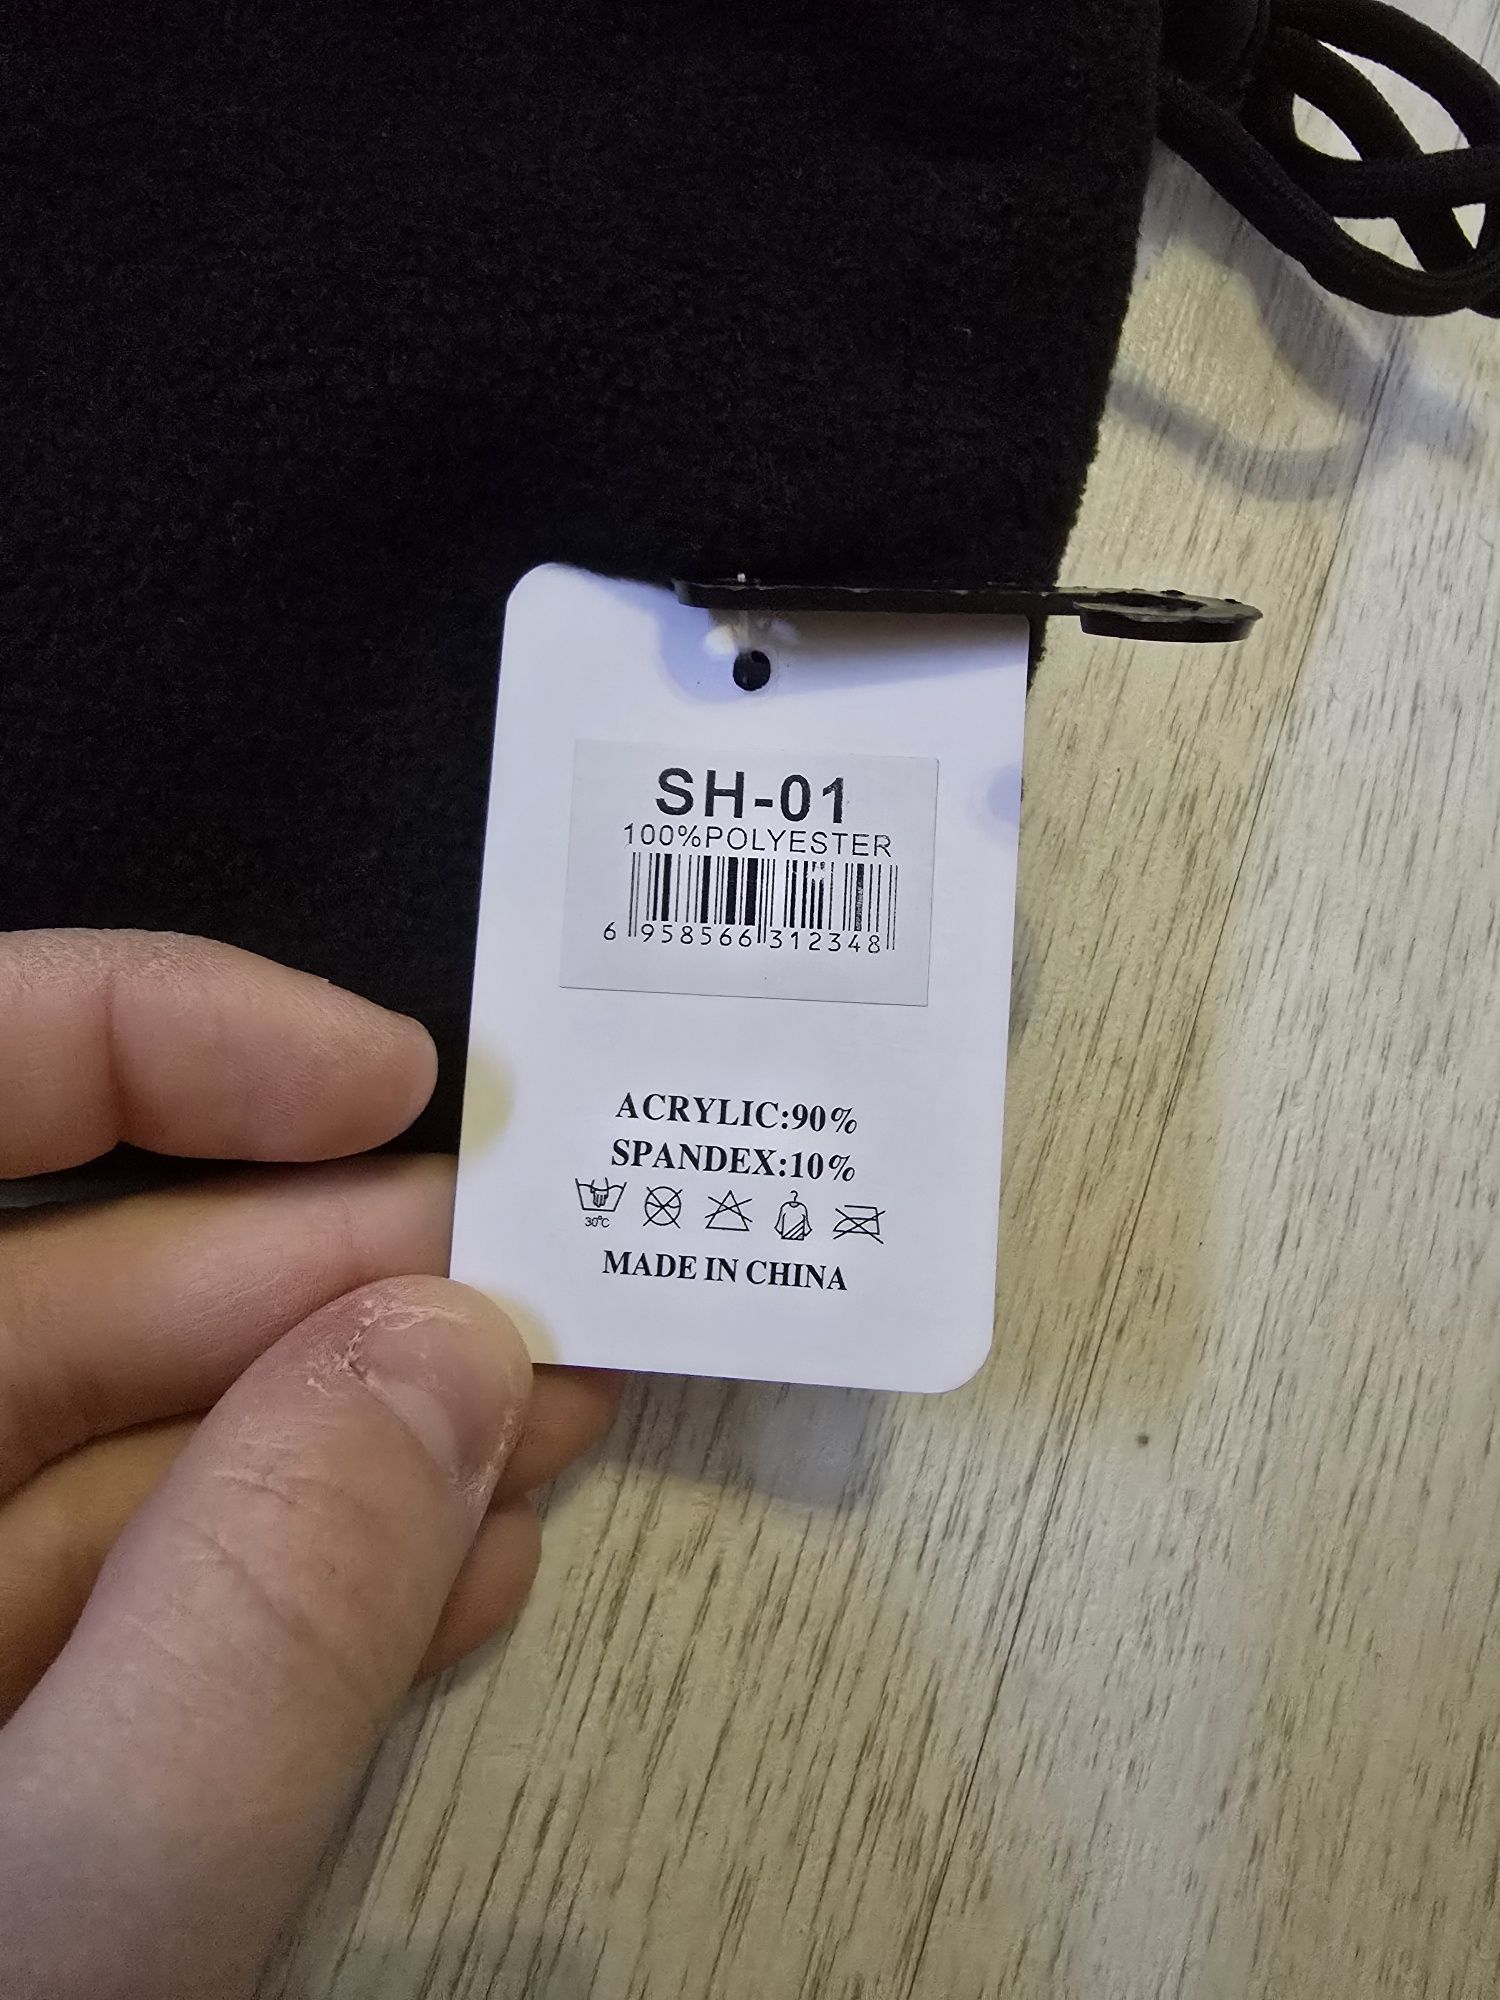 SH-01
100%POLYESTER
6 958566 312348
ACRYLIC:90%
SPANDEX:10%
30°C
MADE IN CHINA